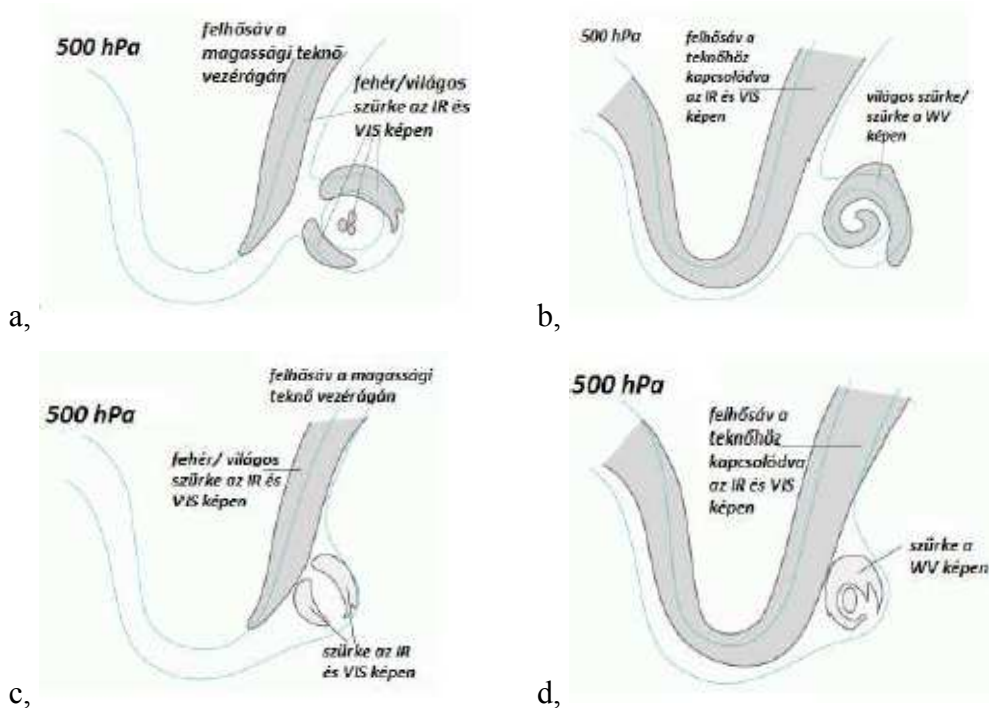 500 hPa
felhősáv a
magassági teknő
vezérágán
fehér/világos
szürke az IR és
VIS képen
a,
500 hPa
felhősáv a
teknőhöz
kapcsolódva
az IR és VIS
képen
világos szürke/
szürke a WV
képen
b,
500 hPa
felhősáv a magassági
teknő vezérágán
fehér/ világos
szürke az IR és
VIS képen
szürke az IR
és VIS képen
c,
500 hPa
felhősáv a
teknőhöz
kapcsolódva
az IR és VIS
képen
szürke a
WV képen
d,